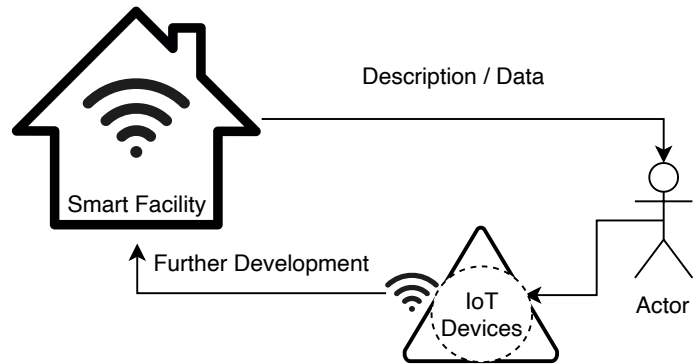 Description / Data
Smart Facility
Further Development
IoT
Devices
Actor